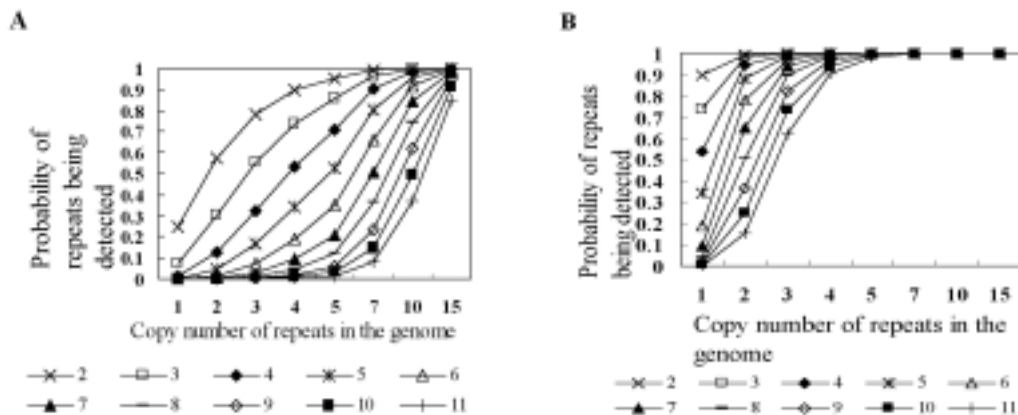 A
Probability of
repeats being
detected
1
0.9
0.8
0.7
0.6
0.5
0.4
0.3
0.2
0.1
0
1 2 3 4 5 7 10 15
Copy number of repeats in the genome
2 3 4 5 6
7 8 9 10 11
B
Probability of repeats
being detected
1
0.9
0.8
0.7
0.6
0.5
0.4
0.3
0.2
0.1
0
1 2 3 4 5 7 10 15
Copy number of repeats in the
genome
2 3 4 5 6
7 8 9 10 11